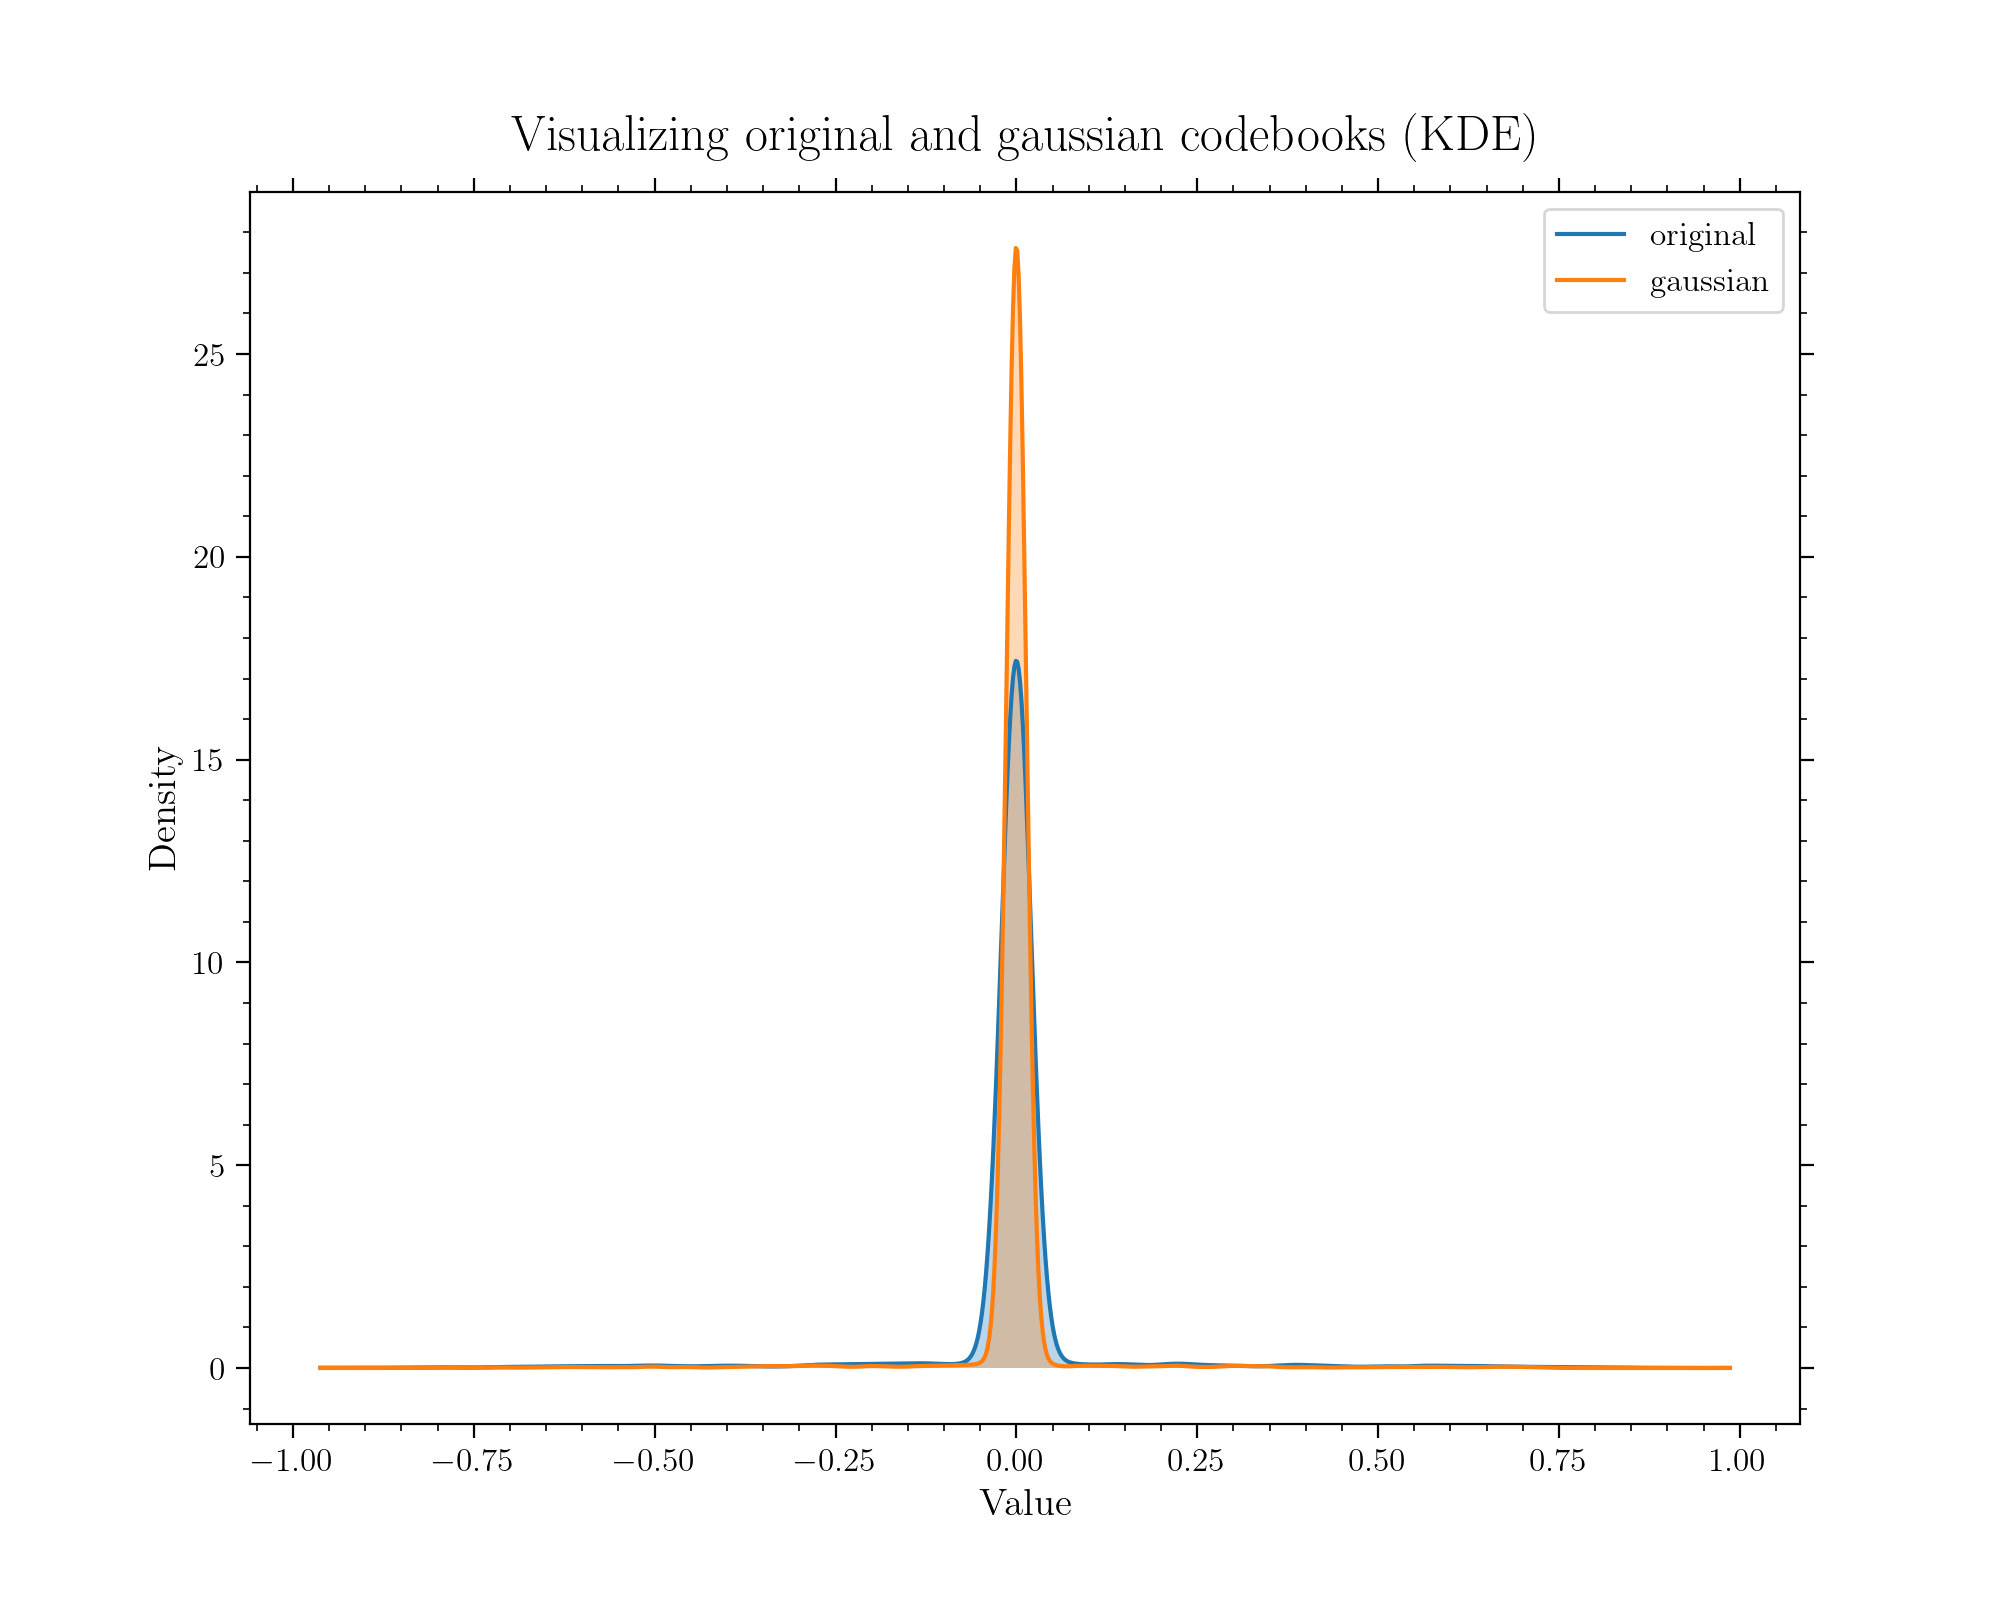 Visualizing original and gaussian codebooks (KDE)
original
gaussian
25
20
15
10
5
0
Density
−1.00 −0.75 −0.50 −0.25 0.00 0.25 0.50 0.75 1.00
Value